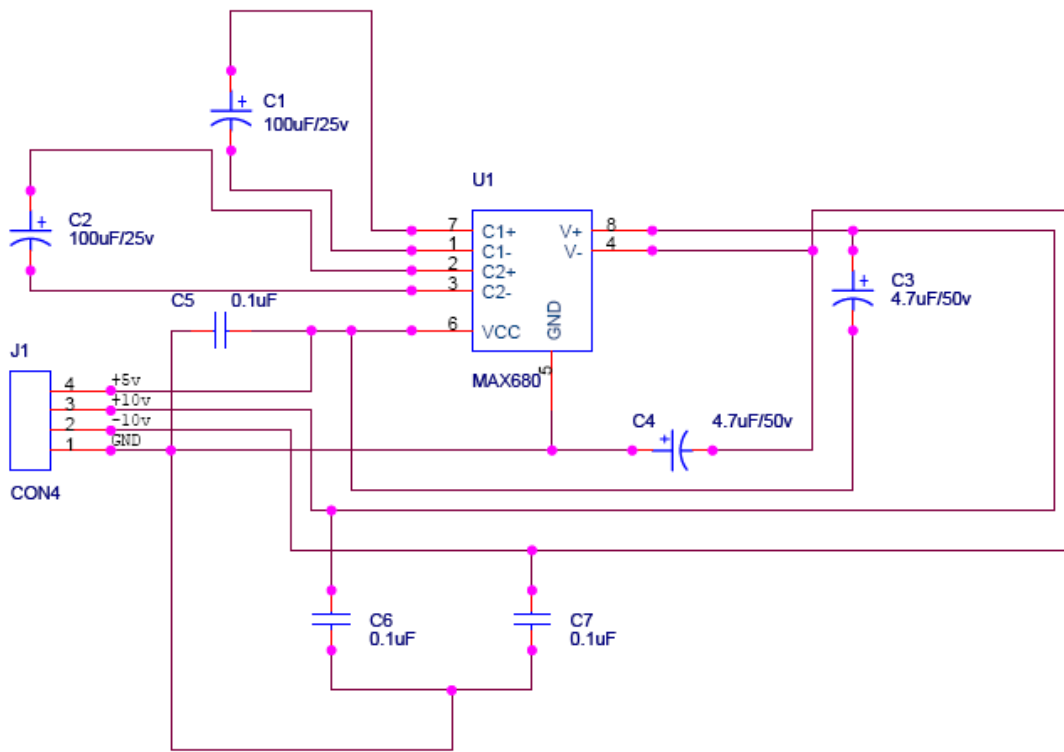 C1
100uF/25v
U1
C2
100uF/25v
7 C1+ V+ 8
1 C1- V- 4
2 C2+
3 C2-
C5 0.1uF
6 VCC GND
5
MAX680
C3
4.7uF/50v
J1
4 +5v
3 +10v
2 -10v
1 GND
CON4
C4 4.7uF/50v
C6
0.1uF
C7
0.1uF